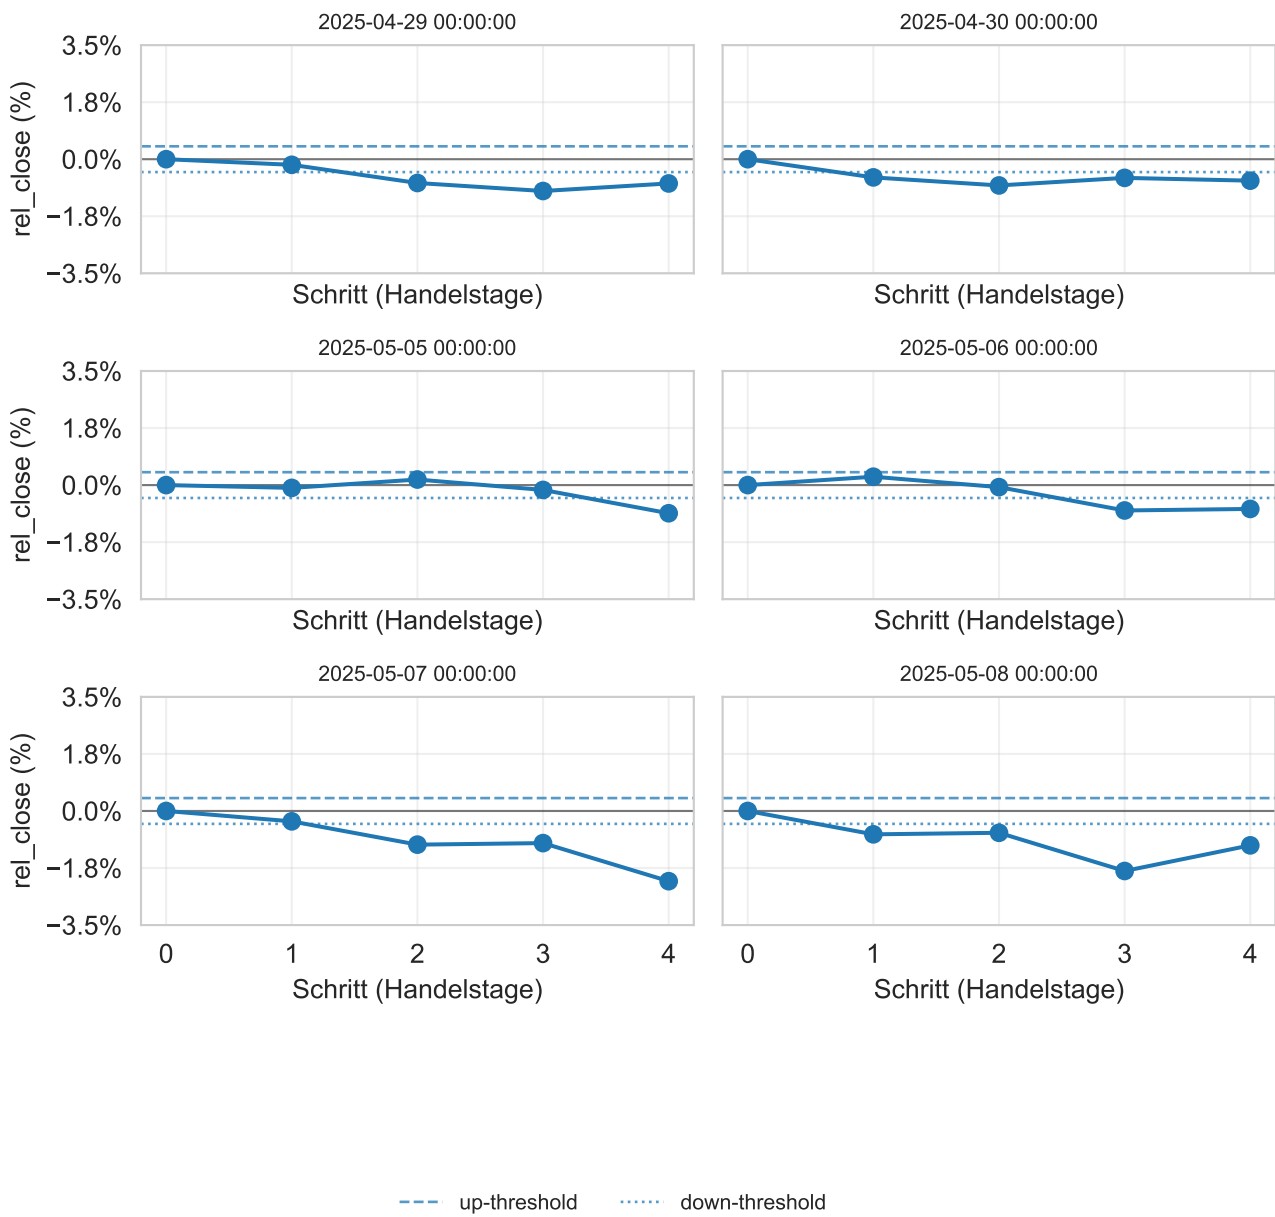 2025-04-29 00:00:00
2025-04-30 00:00:00
3.5%
1.8%
0.0%
−1.8%
−3.5%
rel_close (%)
Schritt (Handelstage)
Schritt (Handelstage)
2025-05-05 00:00:00
2025-05-06 00:00:00
3.5%
1.8%
0.0%
−1.8%
−3.5%
rel_close (%)
Schritt (Handelstage)
Schritt (Handelstage)
2025-05-07 00:00:00
2025-05-08 00:00:00
3.5%
1.8%
0.0%
−1.8%
−3.5%
rel_close (%)
0 1 2 3 4
0 1 2 3 4
Schritt (Handelstage)
Schritt (Handelstage)
up-threshold
down-threshold